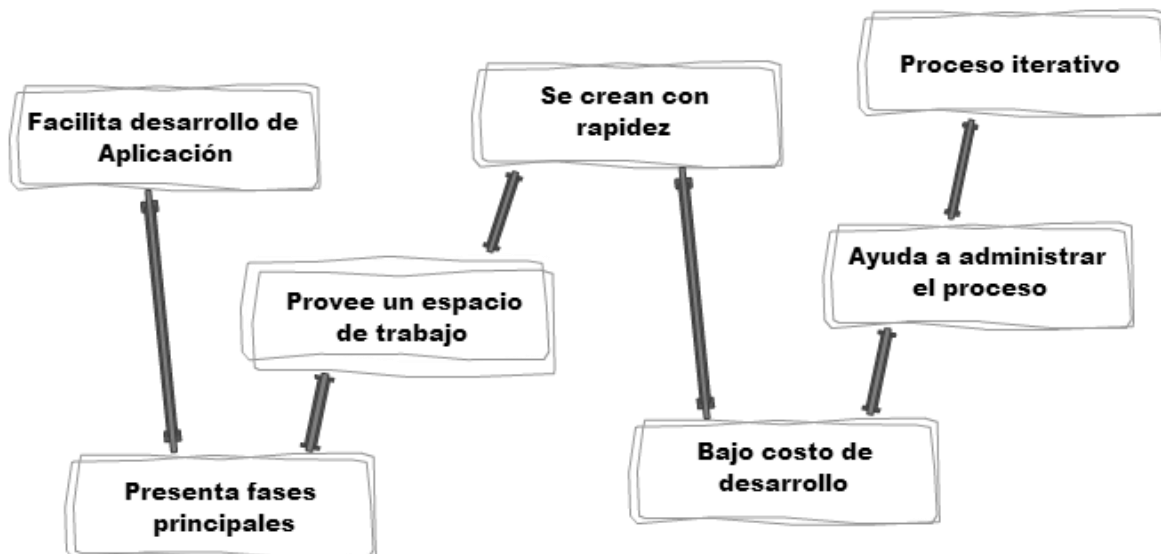 Facilita desarrollo de
Aplicación
Presenta fases
principales
Provee un espacio
de trabajo
Se crean con
rapidez
Bajo costo de
desarrollo
Ayuda a administrar
el proceso
Proceso iterativo